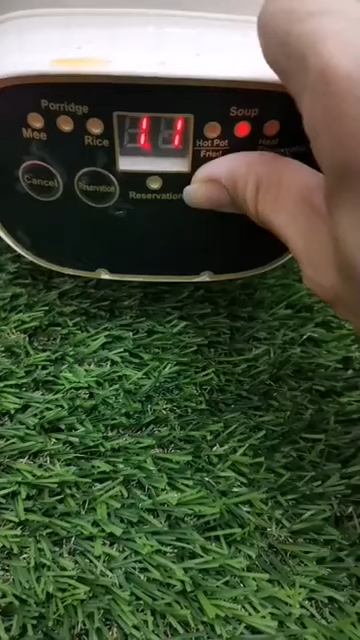 Porridge
Mee
Rice
11
Soup
Hot Pot
Fried
Heat
Cancel
Reservation
Reservation